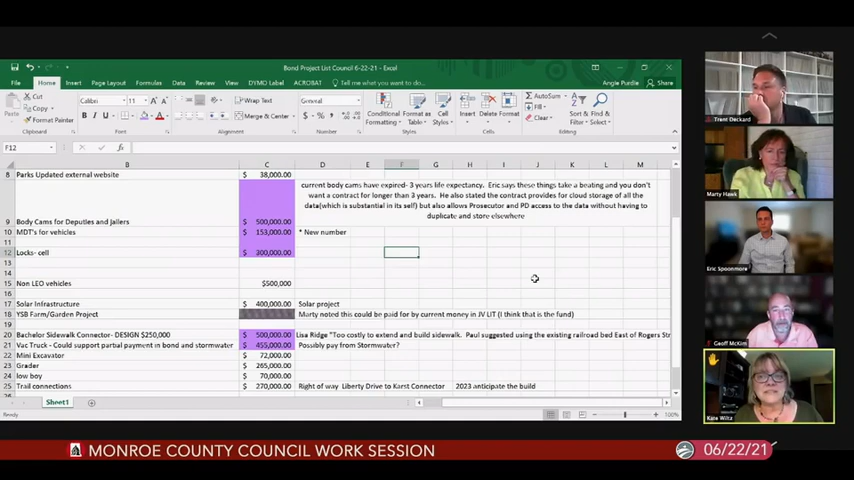 Bond Project List Council 6-22-21 - Excel
File Home Insert Page Layout Formulas Data Review View DYMO Label ACROBAT Tell me what you want to do... Angie Purdie Share
Cut
Copy
Format Painter
Paste
Calibri 11
B I U
Wrap Text
Merge & Center
General
$ % ,
Conditional Formatting
Format as Table
Cell Styles
Insert Delete Format
AutoSum
Fill
Clear
Sort & Filter
Find & Select
Clipboard Font Alignment Number Styles Cells Editing
F12
B C D E F G H I J K L M
8 Parks Updated external website $ 38,000.00
current body cams have expired- 3 years life expectancy. Eric says these things take a beating and you don't
want a contract for longer than 3 years. He also stated the contract provides for cloud storage of all the
data(which is substantial in its self) but also allows Prosecutor and PD access to the data without having to
duplicate and store elsewhere
9 Body Cams for Deputies and Jailers $ 500,000.00
10 MDT's for vehicles $ 153,000.00 * New number
11
12 Locks- cell $ 300,000.00
13
14
15 Non LEO vehicles $500,000
16
17 Solar Infrastructure $ 400,000.00 Solar project
18 YSB Farm/Garden Project Marty noted this could be paid for by current money in JV LIT (I think that is the fund)
19
20 Bachelor Sidewalk Connector- DESIGN $250,000 $ 500,000.00 Lisa Ridge "Too costly to extend and build sidewalk. Paul suggested using the existing railroad bed East of Rogers Str
21 Vac Truck - Could support partial payment in bond and stormwater $ 455,000.00 Possibly pay from Stormwater?
22 Mini Excavator $ 72,000.00
23 Grader $ 265,000.00
24 low boy $ 70,000.00
25 Trail connections $ 270,000.00 Right of way Liberty Drive to Karst Connector 2023 anticipate the build
Sheet1
Ready
100%
Trent Deckard
Marty Hawk
Eric Spoonmore
Geoff McKim
Kate Wiltz
MONROE COUNTY COUNCIL WORK SESSION 06/22/21